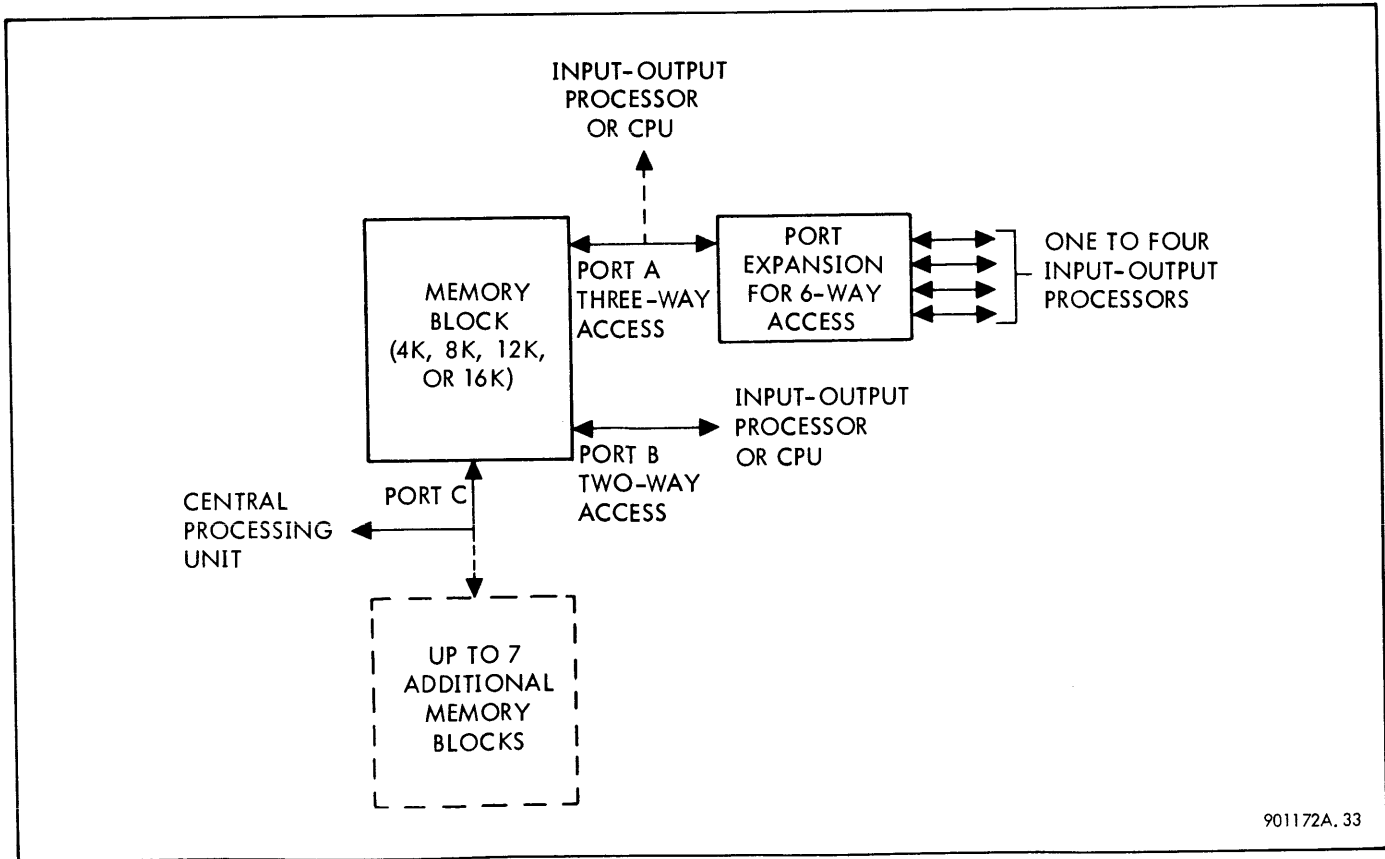 INPUT-OUTPUT
PROCESSOR
OR CPU
MEMORY
BLOCK
(4K, 8K, 12K,
OR 16K)
PORT A
THREE-WAY
ACCESS
PORT
EXPANSION
FOR 6-WAY
ACCESS
ONE TO FOUR
INPUT-OUTPUT
PROCESSORS
PORT B
TWO-WAY
ACCESS
INPUT-OUTPUT
PROCESSOR
OR CPU
PORT C
CENTRAL
PROCESSING
UNIT
UP TO 7
ADDITIONAL
MEMORY
BLOCKS
901172A. 33